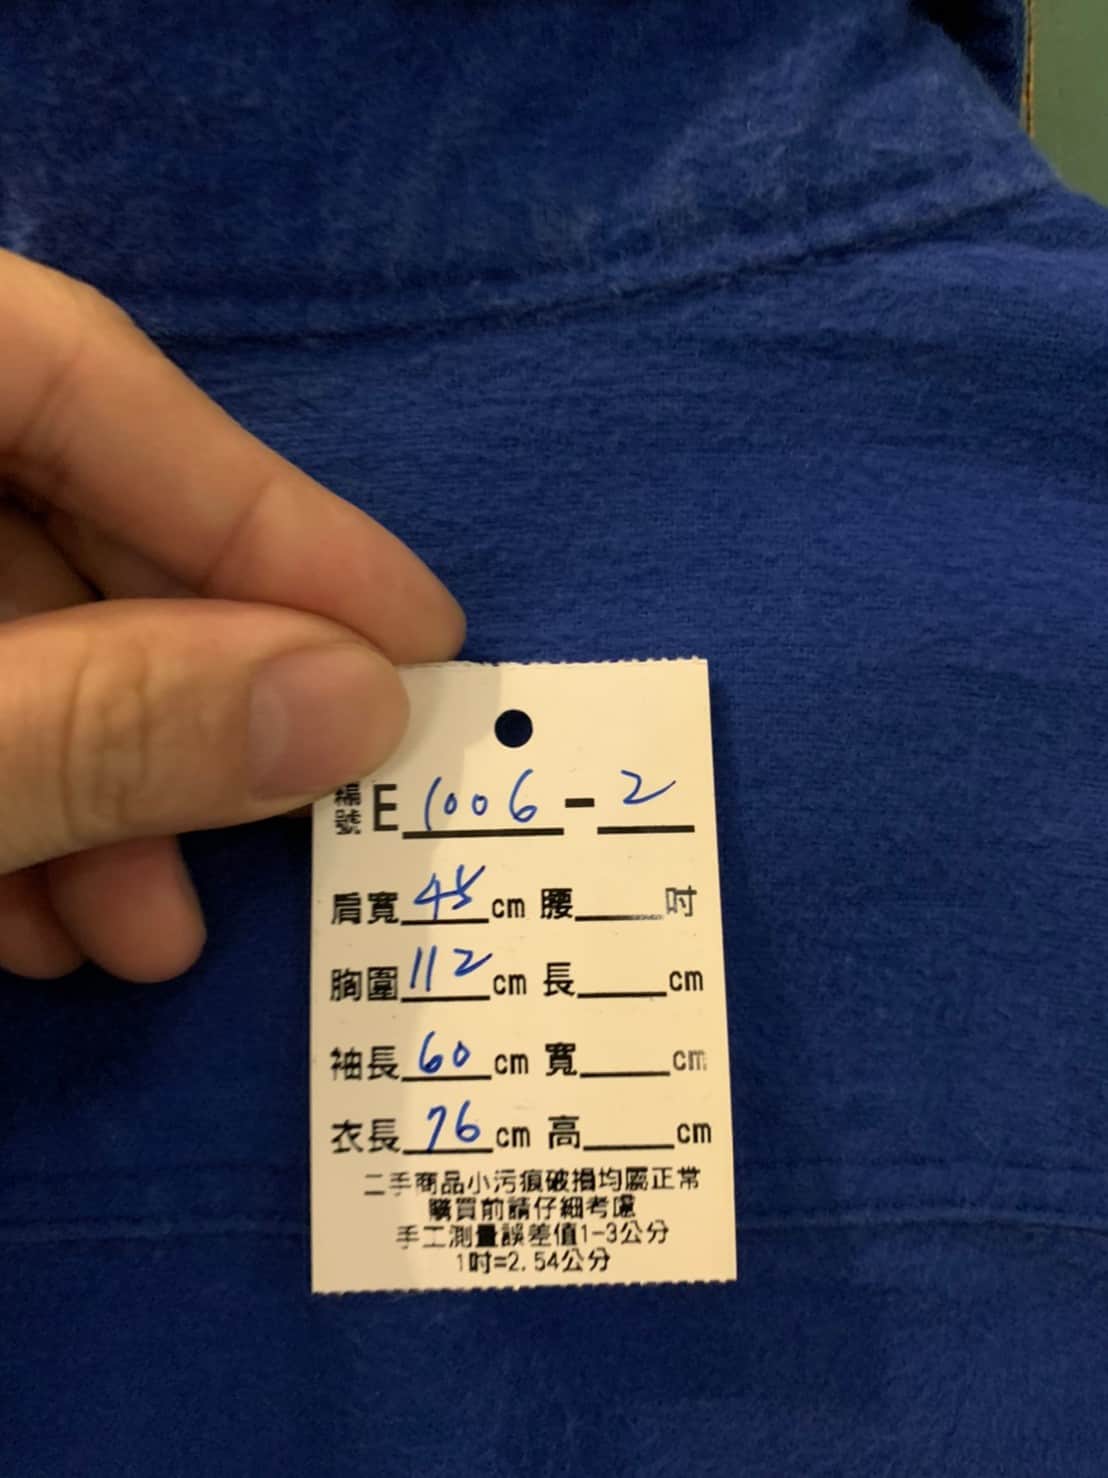 編號E 1006-2
肩寬 45 cm 腰 吋
胸圍 112 cm 長 cm
袖長 60 cm 寬 cm
衣長 76 cm 高 cm
二手商品小污痕破損均屬正常
購買前請仔細考慮
手工測量誤差值1-3公分
1吋=2.54公分